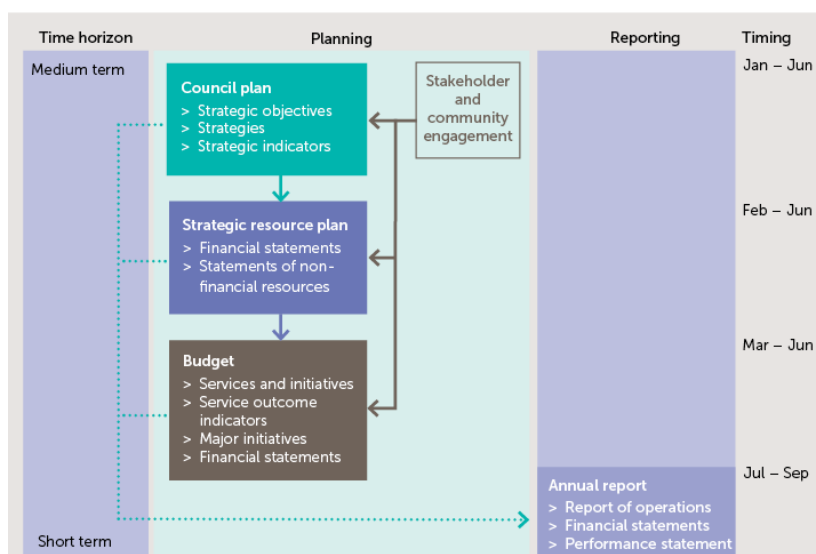 Time horizon
Planning
Reporting
Timing
Medium term
Council plan
> Strategic objectives
> Strategies
> Strategic indicators
Stakeholder
and
community
engagement
Jan – Jun
Strategic resource plan
> Financial statements
> Statements of non-
financial resources
Feb – Jun
Budget
> Services and initiatives
> Service outcome
indicators
> Major initiatives
> Financial statements
Mar – Jun
Annual report
> Report of operations
> Financial statements
> Performance statement
Jul – Sep
Short term